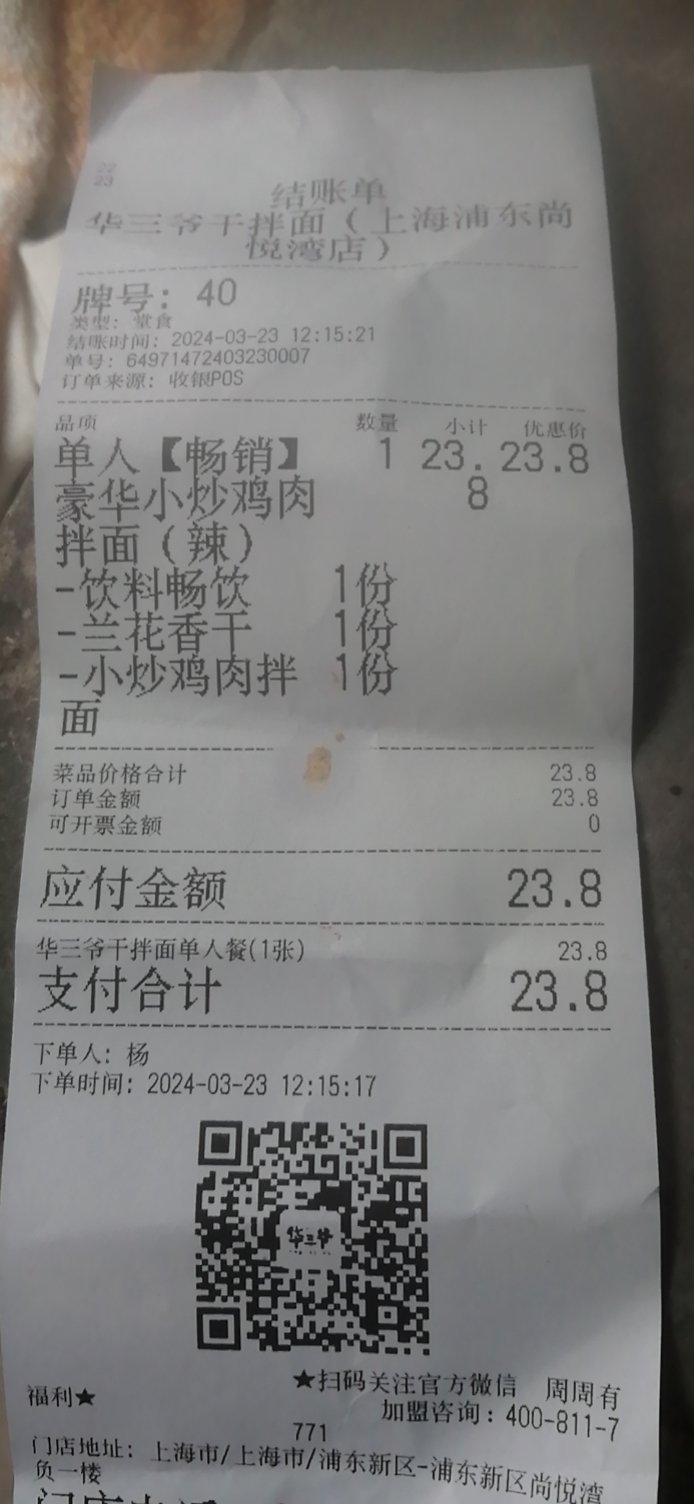 22
23
结账单
华三爷干拌面（上海浦东尚
悦湾店）
牌号: 40
类型: 堂食
结账时间: 2024-03-23 12:15:21
单号: 64971472403230007
订单来源: 收银POS
品项 数量 小计 优惠价
单人【畅销】 1 23. 23.8
豪华小炒鸡肉 8
拌面（辣）
-饮料畅饮 1份
-兰花香干 1份
-小炒鸡肉拌 1份
面
菜品价格合计 23.8
订单金额 23.8
可开票金额 0
应付金额 23.8
华三爷干拌面单人餐(1张) 23.8
支付合计 23.8
下单人: 杨
下单时间: 2024-03-23 12:15:17
华三爷
★扫码关注官方微信 周周有
福利★
加盟咨询: 400-811-7
771
门店地址: 上海市/上海市/浦东新区-浦东新区尚悦湾
负一楼